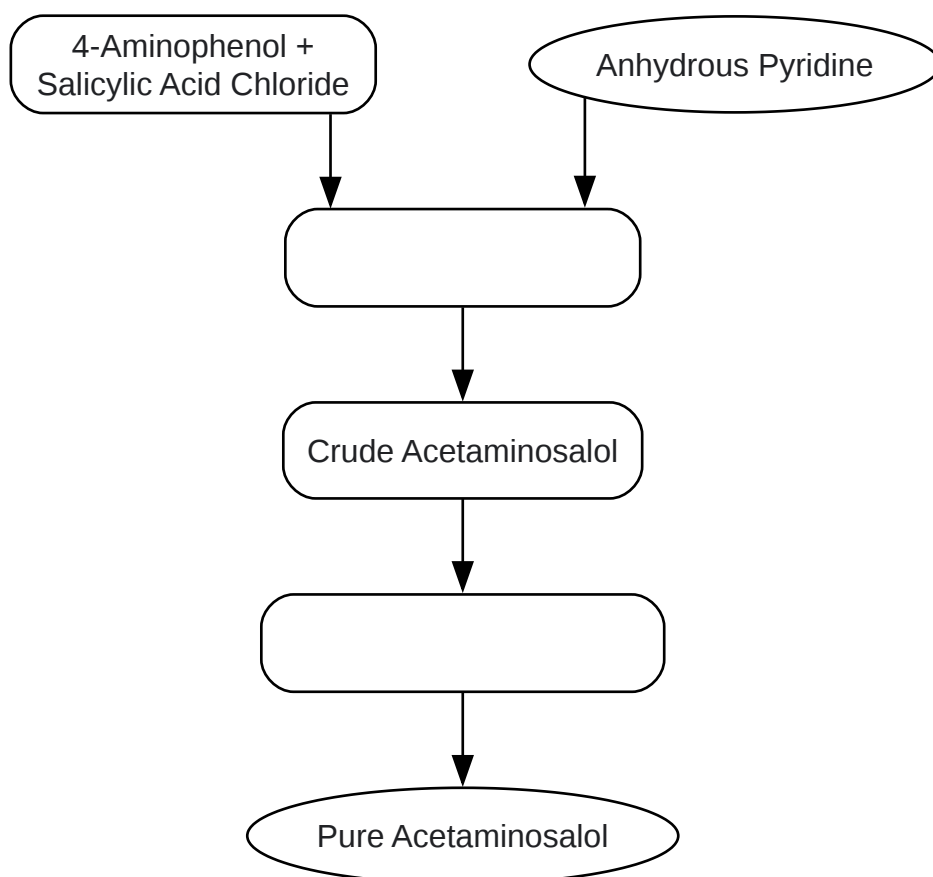 4-Aminophenol +
Salicylic Acid Chloride
Anhydrous Pyridine
Crude Acetaminosalol
Pure Acetaminosalol